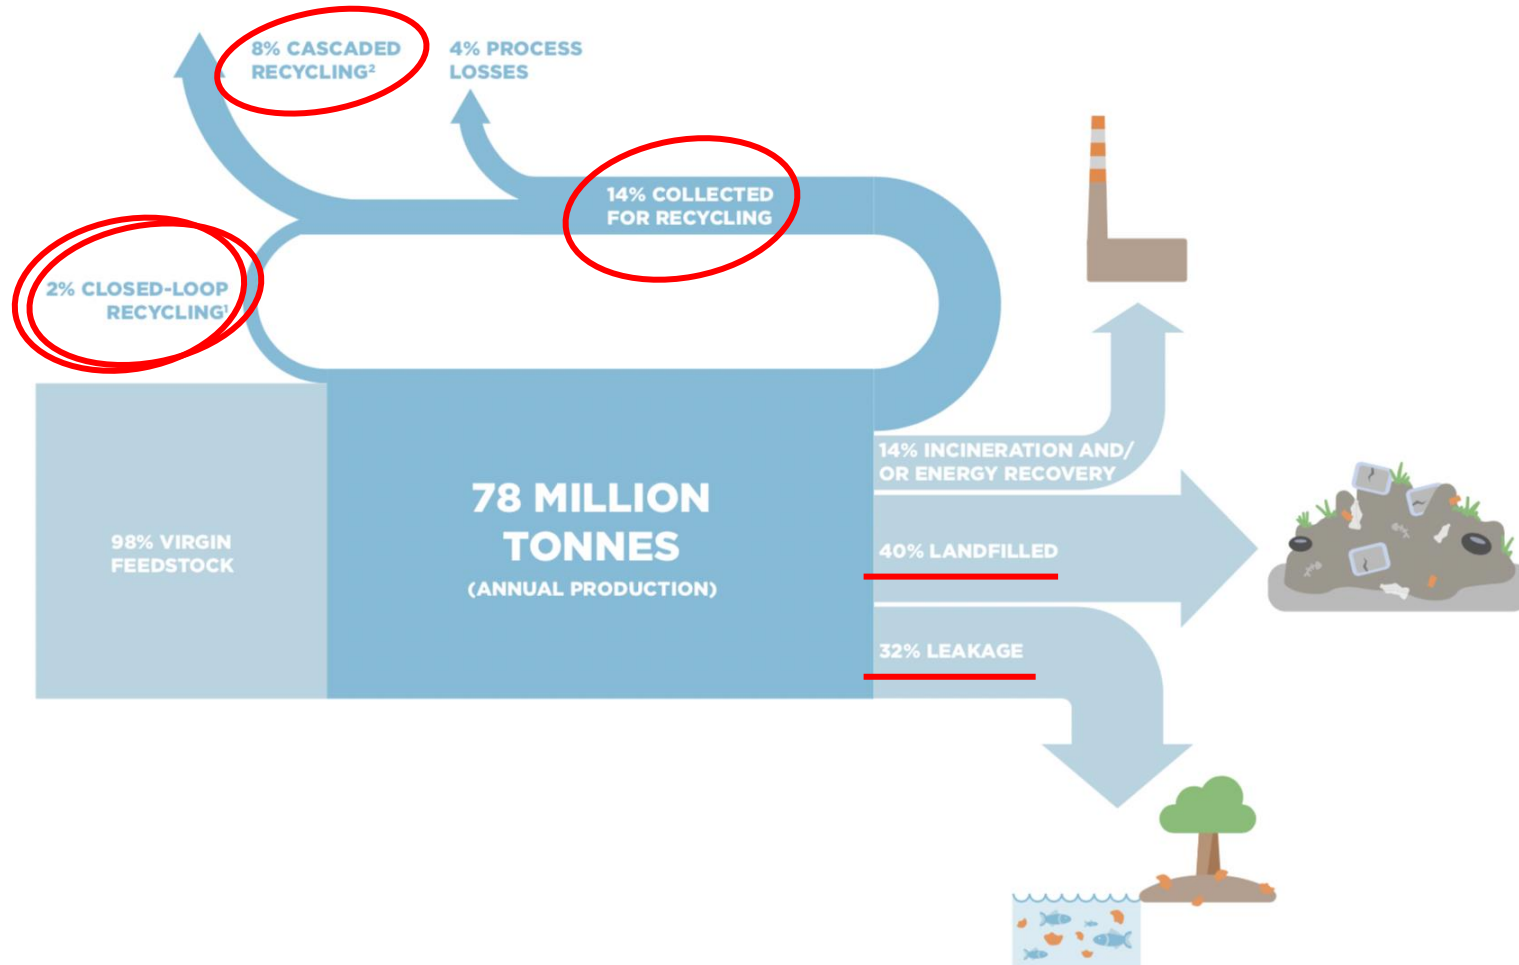 8% CASCADED
RECYCLING²
4% PROCESS
LOSSES
14% COLLECTED
FOR RECYCLING
2% CLOSED-LOOP
RECYCLING¹
98% VIRGIN
FEEDSTOCK
78 MILLION
TONNES
(ANNUAL PRODUCTION)
14% INCINERATION AND/
OR ENERGY RECOVERY
40% LANDFILLED
32% LEAKAGE